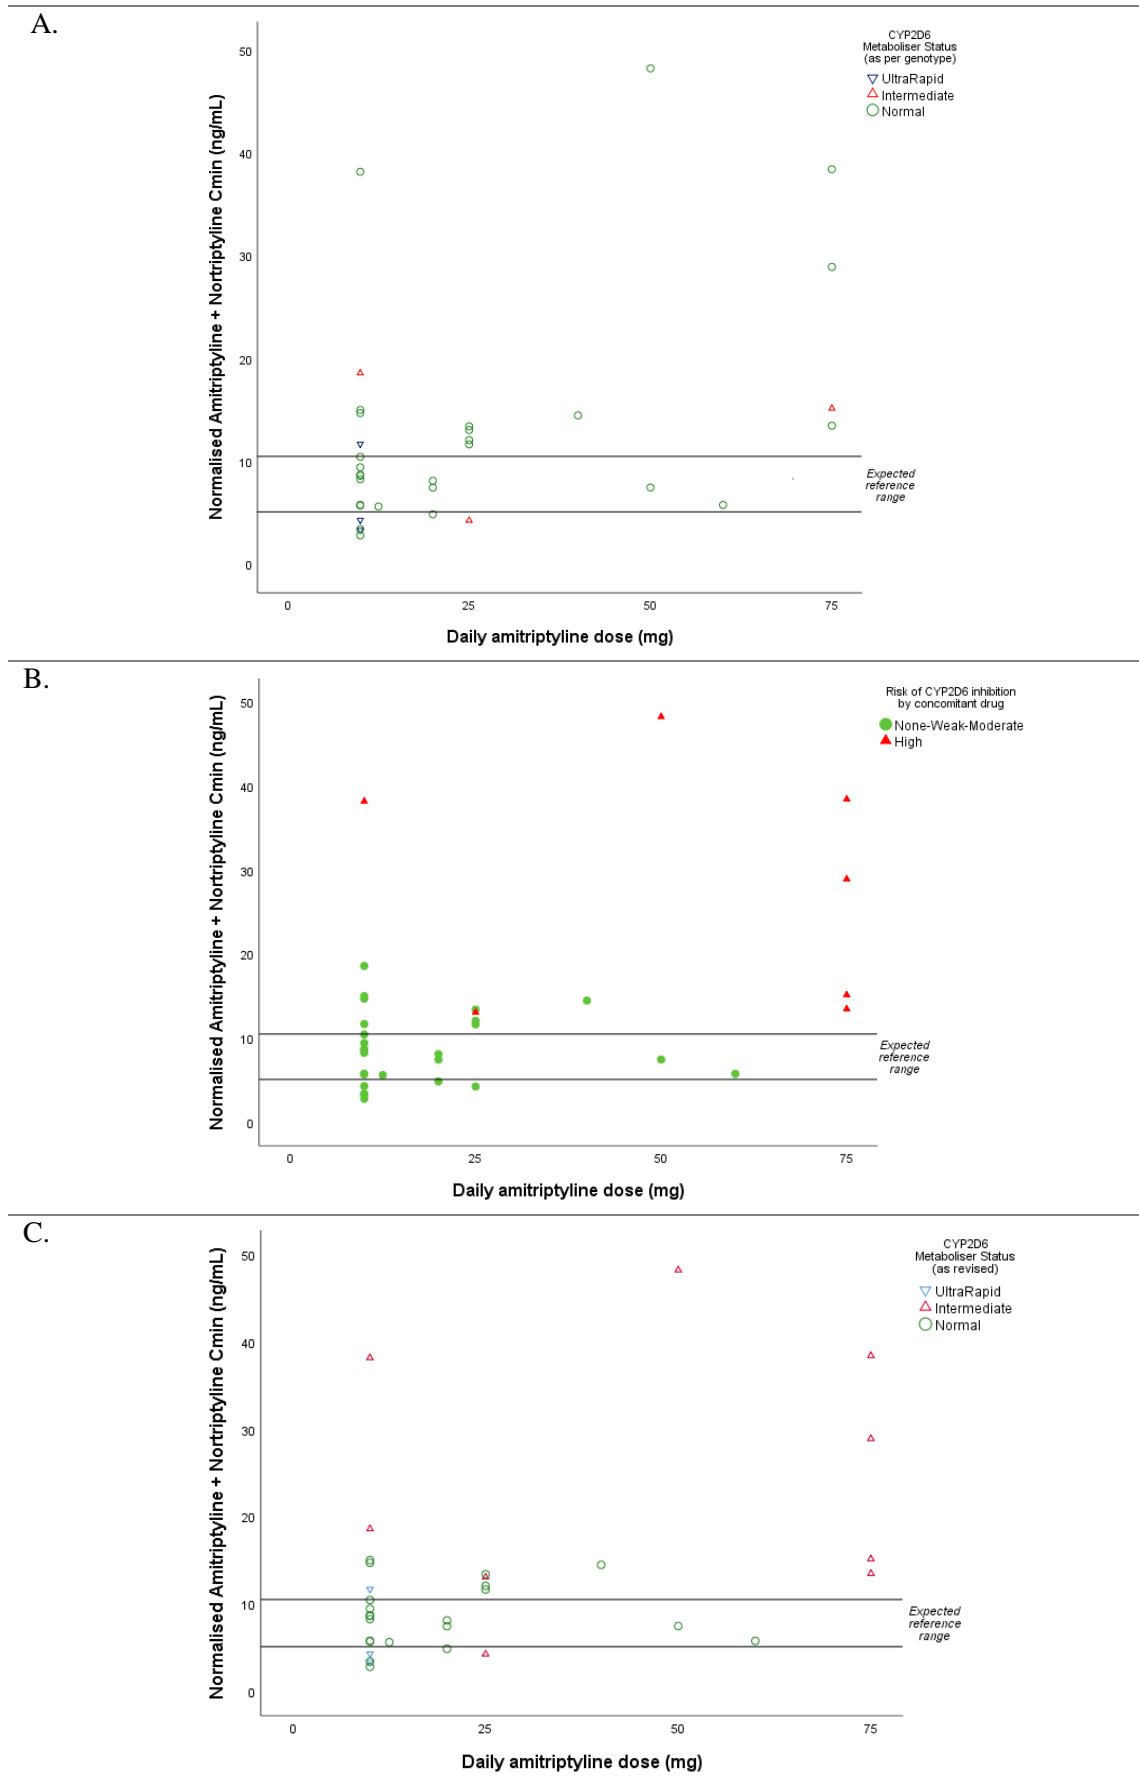 A.
Normalised Amitriptyline + Nortriptyline Cmin (ng/mL)
50
40
30
20
10
0
0
25
50
75
Daily amitriptyline dose (mg)
CYP2D6
Metaboliser Status
(as per genotype)
UltraRapid
Intermediate
Normal
Expected
reference
range
B.
Normalised Amitriptyline + Nortriptyline Cmin (ng/mL)
50
40
30
20
10
0
0
25
50
75
Daily amitriptyline dose (mg)
Risk of CYP2D6 inhibition
by concomitant drug
None-Weak-Moderate
High
Expected
reference
range
C.
Normalised Amitriptyline + Nortriptyline Cmin (ng/mL)
50
40
30
20
10
0
0
25
50
75
Daily amitriptyline dose (mg)
CYP2D6
Metaboliser Status
(as revised)
UltraRapid
Intermediate
Normal
Expected
reference
range